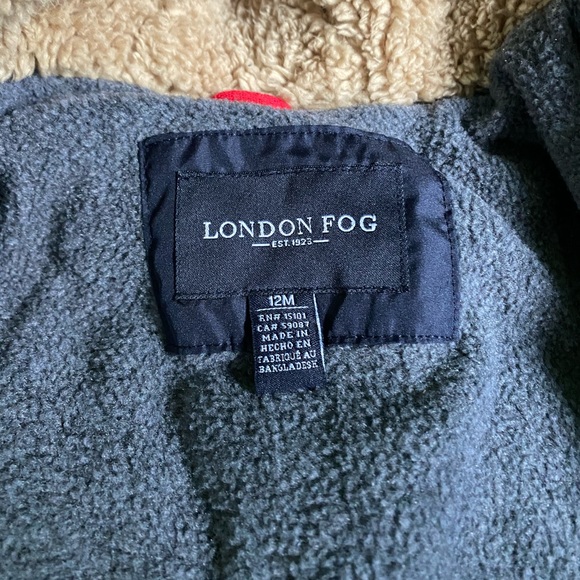 LONDON FOG
EST. 1923
12M
RN# 15101
CA# 59087
MADE IN
HECHO EN
FABRIQUÉ AU
BANGLADESH